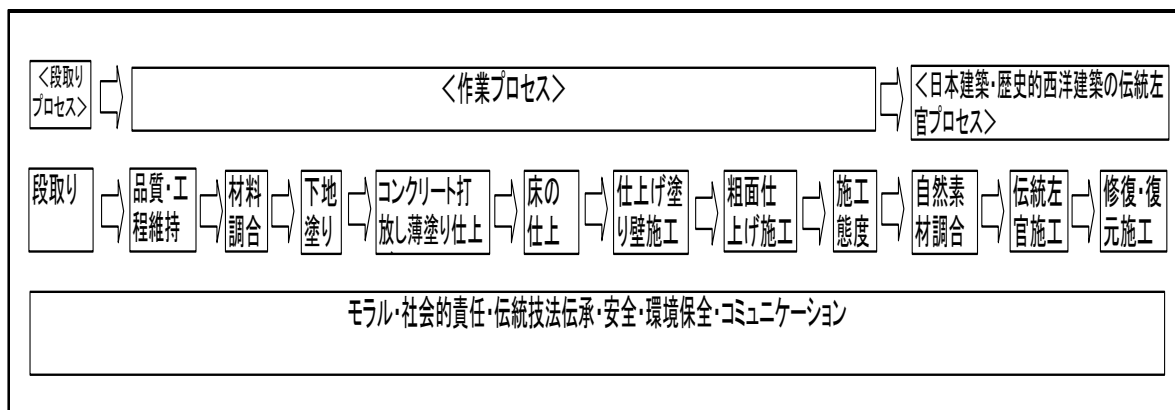 ＜段取り
プロセス＞
＜作業プロセス＞
＜日本建築・歴史的西洋建築の伝統左
官プロセス＞
段取り
品質・工
程維持
材料
調合
下地
塗り
コンクリート打
放し薄塗り仕上
床の
仕上
仕上げ塗
り壁施工
粗面仕
上げ施工
施工
態度
自然素
材調合
伝統左
官施工
修復・復
元施工
モラル・社会的責任・伝統技法伝承・安全・環境保全・コミュニケーション